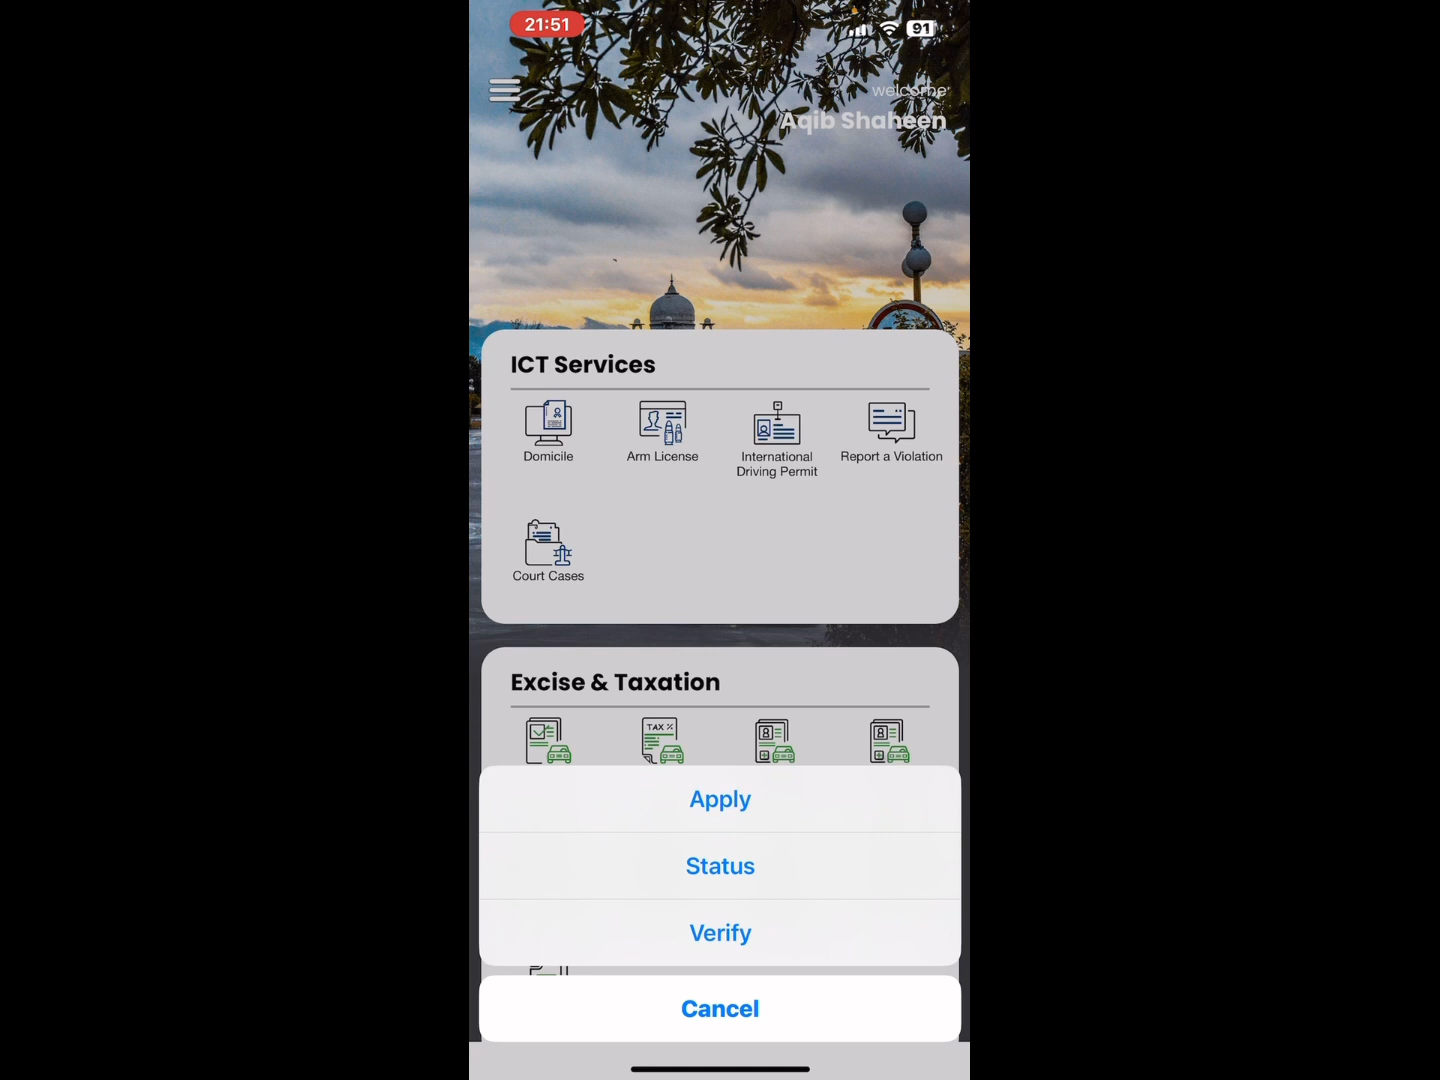 21:51
91
welcome
Aqib Shaheen
ICT Services
Domicile
Arm License
International
Driving Permit
Report a Violation
Court Cases
Excise & Taxation
TAX %
Apply
Status
Verify
Cancel